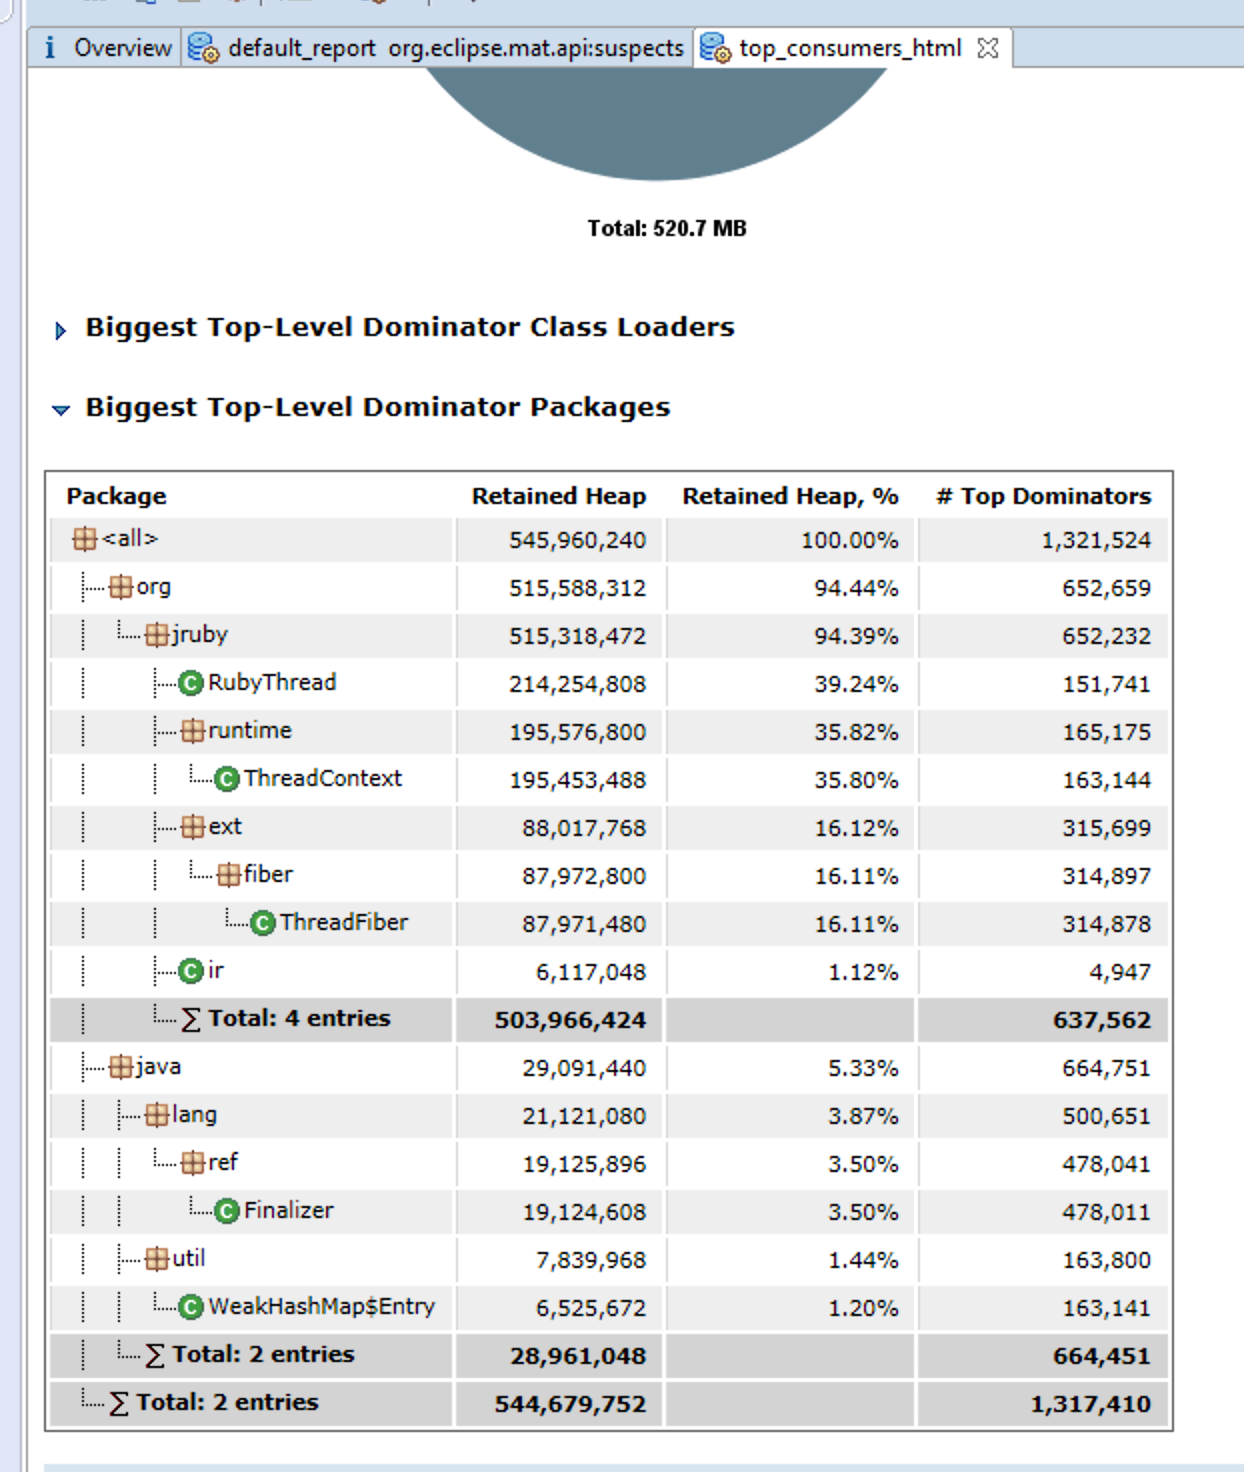 i Overview default_report org.eclipse.mat.api:suspects top_consumers_html
Total: 520.7 MB
Biggest Top-Level Dominator Class Loaders
Biggest Top-Level Dominator Packages
Package Retained Heap Retained Heap, % # Top Dominators
<all> 545,960,240 100.00% 1,321,524
org 515,588,312 94.44% 652,659
jruby 515,318,472 94.39% 652,232
C RubyThread 214,254,808 39.24% 151,741
runtime 195,576,800 35.82% 165,175
C ThreadContext 195,453,488 35.80% 163,144
ext 88,017,768 16.12% 315,699
fiber 87,972,800 16.11% 314,897
C ThreadFiber 87,971,480 16.11% 314,878
C ir 6,117,048 1.12% 4,947
∑ Total: 4 entries 503,966,424 637,562
java 29,091,440 5.33% 664,751
lang 21,121,080 3.87% 500,651
ref 19,125,896 3.50% 478,041
C Finalizer 19,124,608 3.50% 478,011
util 7,839,968 1.44% 163,800
C WeakHashMap$Entry 6,525,672 1.20% 163,141
∑ Total: 2 entries 28,961,048 664,451
∑ Total: 2 entries 544,679,752 1,317,410